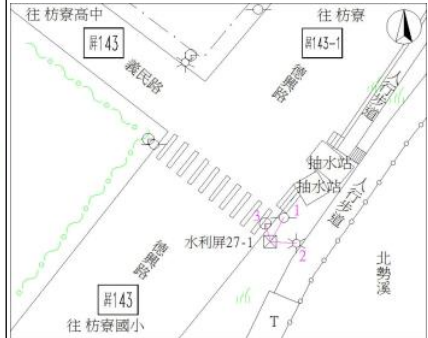 往 枋寮高中
屏143
義民路
往 枋寮
屏143-1
德興路
人行步道
抽水站
抽水站
人行步道
1
3
水利屏27-1
2
北勢溪
德興路
屏143
往 枋寮國小
T